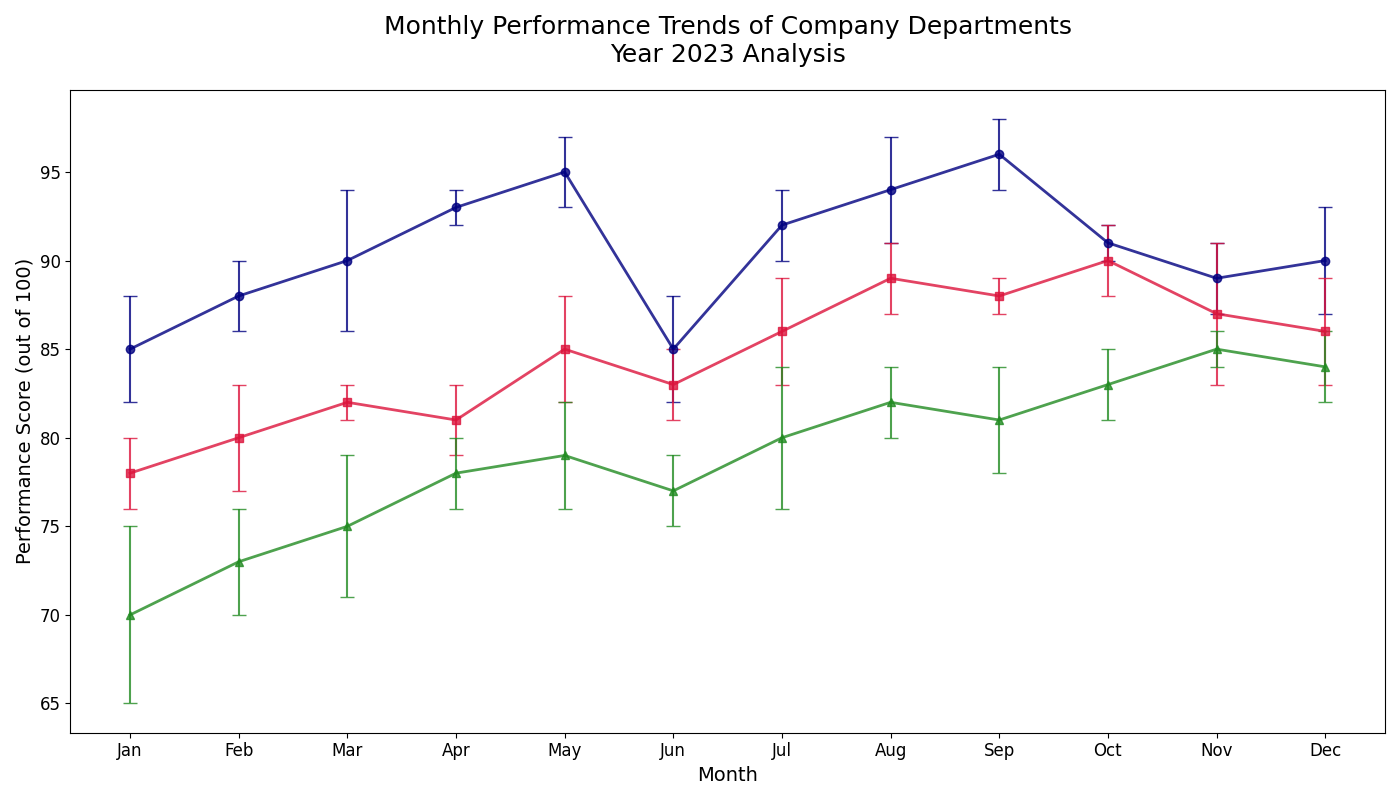 Monthly Performance Trends of Company Departments
Year 2023 Analysis
Performance Score (out of 100)
95
90
85
80
75
70
65
Jan Feb Mar Apr May Jun Jul Aug Sep Oct Nov Dec
Month